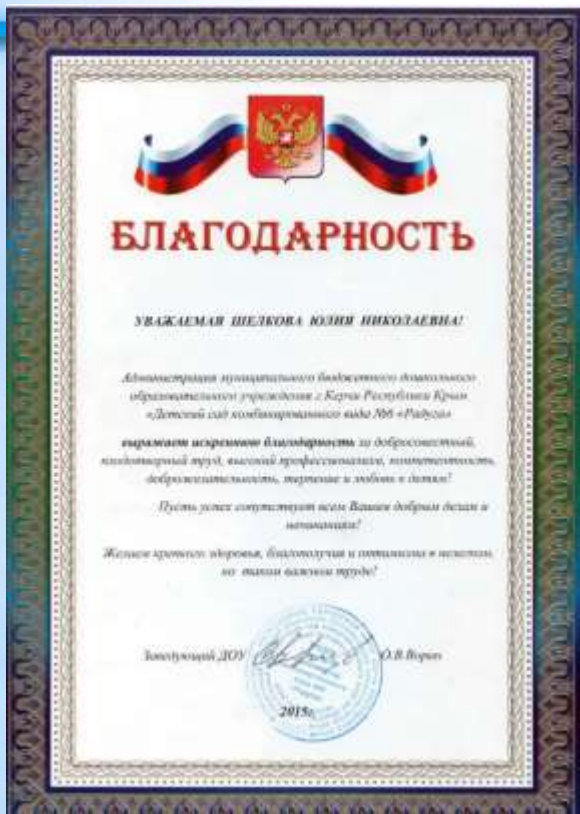 БЛАГОДАРНОСТЬ
УВАЖАЕМАЯ ШЕЛКОВА ЮЛИЯ НИКОЛАЕВНА!
Администрация муниципального бюджетного дошкольного
образовательного учреждения г.Керчи Республики Крым
«Детский сад комбинированного вида №6 «Радуга»
выражает искреннюю благодарность за добросовестный,
плодотворный труд, высокий профессионализм, компетентность,
доброжелательность, терпение и любовь к детям!
Пусть успех сопутствует всем Вашим добрым делам и
начинаниям!
Желаем крепкого здоровья, благополучия и оптимизма в нелегком,
но таком важном труде!
Заведующий ДОУ О.В.
2015г.